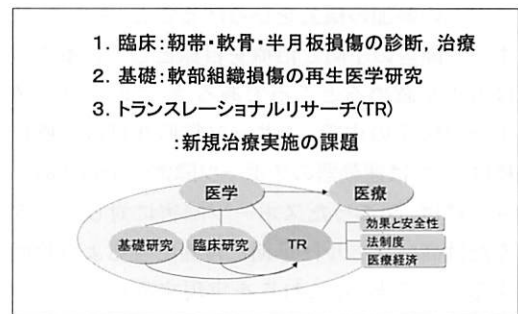 1. 臨床:靭帯・軟骨・半月板損傷の診断, 治療
2. 基礎:軟部組織損傷の再生医学研究
3. トランスレーショナルリサーチ(TR)
:新規治療実施の課題
医学 医療
基礎研究 臨床研究 TR
効果と安全性
法制度
医療経済